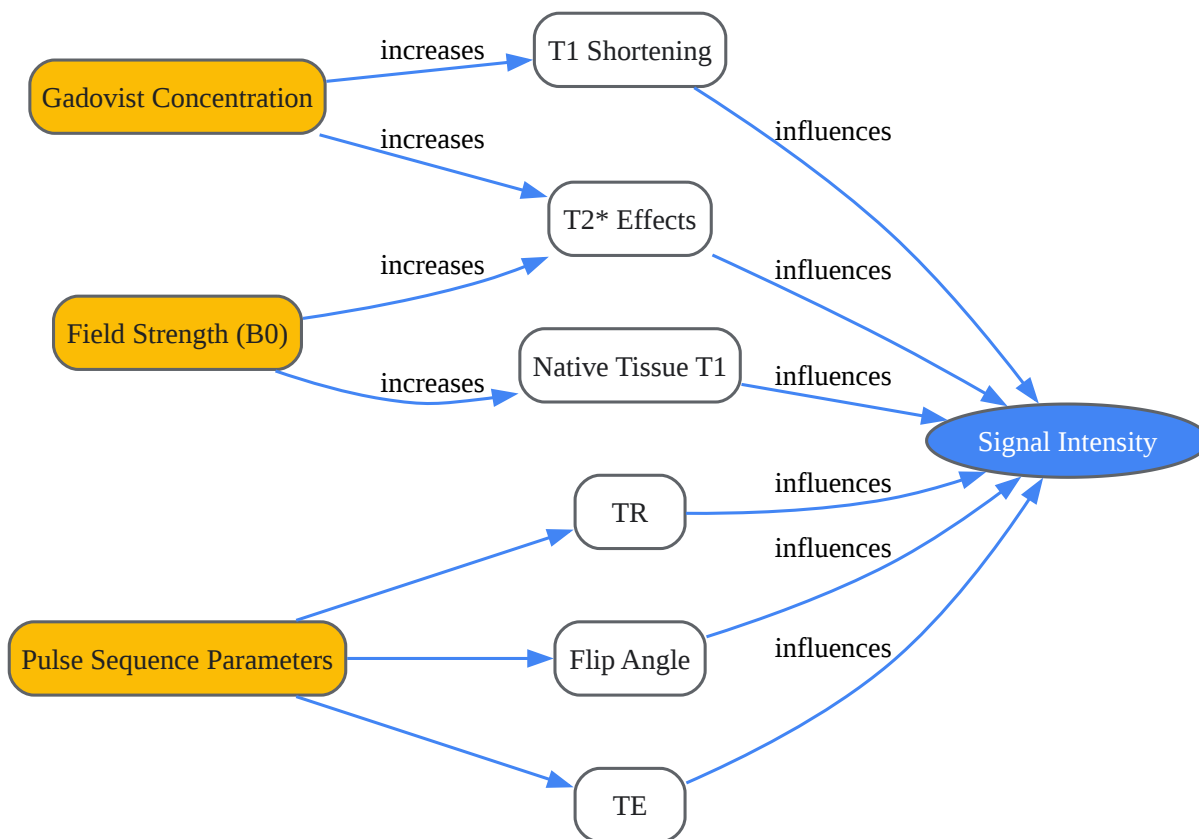 increases
T1 Shortening
Gadovist Concentration
increases
influences
T2* Effects
increases
influences
Field Strength (B0)
Native Tissue T1
increases
influences
Signal Intensity
influences
TR
influences
Pulse Sequence Parameters
Flip Angle
influences
TE